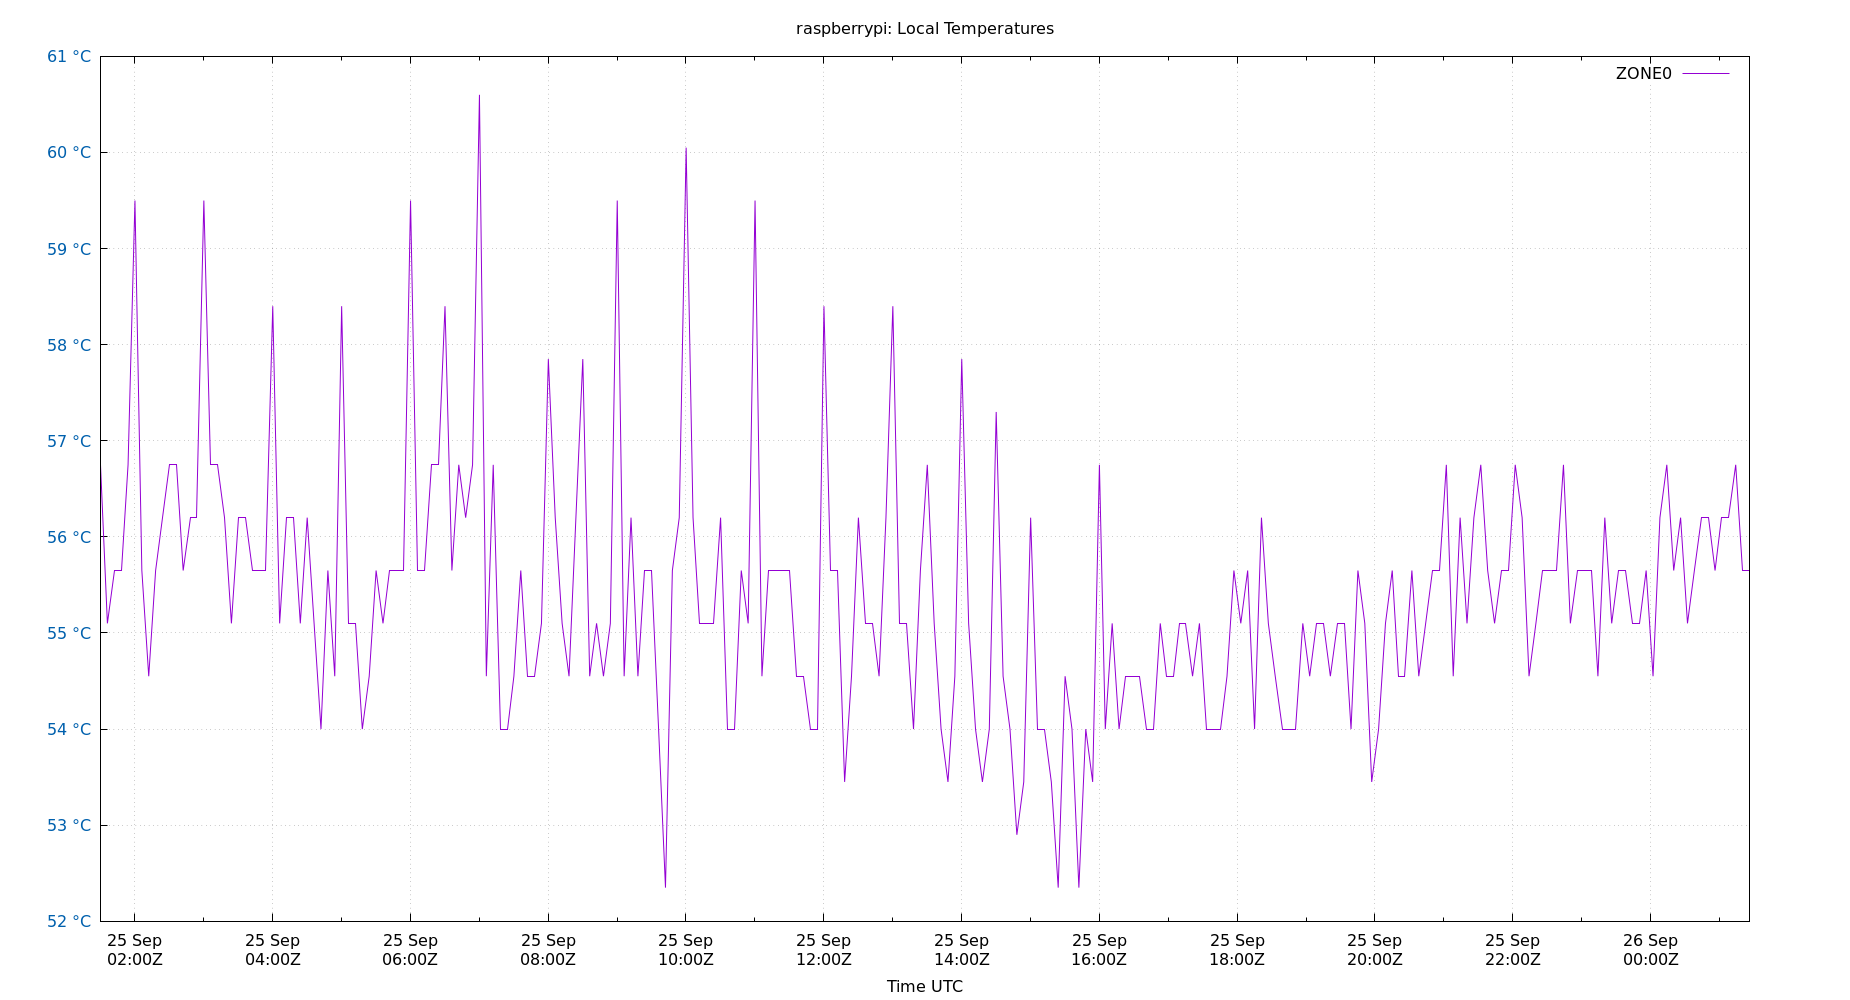 raspberrypi: Local Temperatures
61 °C
ZONE0
60 °C
59 °C
58 °C
57 °C
56 °C
55 °C
54 °C
53 °C
52 °C
25 Sep 25 Sep 25 Sep 25 Sep 25 Sep 25 Sep 25 Sep 25 Sep 25 Sep 25 Sep 25 Sep 26 Sep
02:00Z 04:00Z 06:00Z 08:00Z 10:00Z 12:00Z 14:00Z 16:00Z 18:00Z 20:00Z 22:00Z 00:00Z
Time UTC